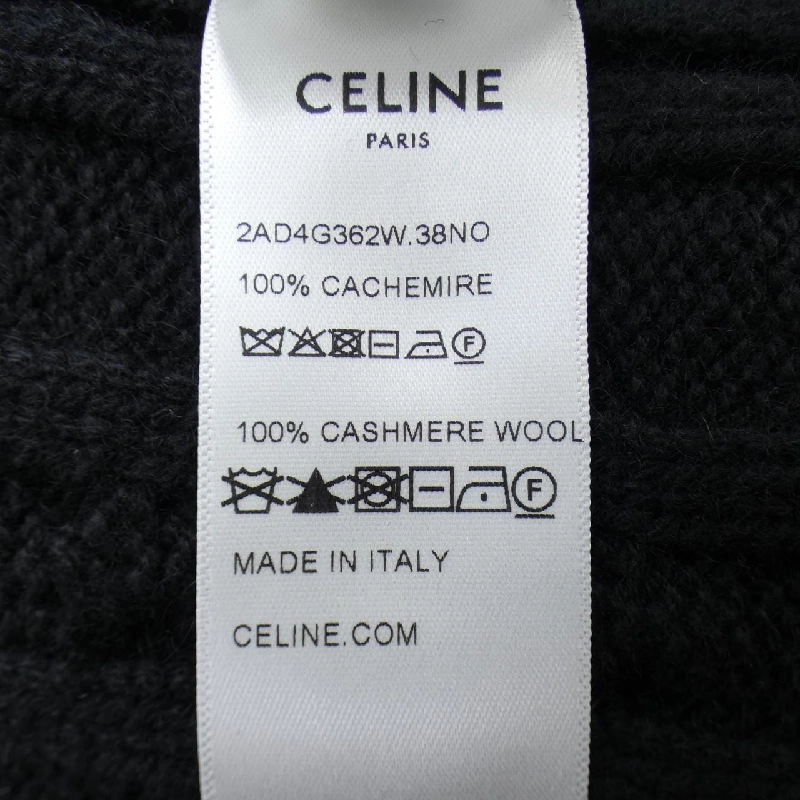 CELINE
PARIS
2AD4G362W.38NO
100% CACHEMIRE
F
100% CASHMERE WOOL
F
MADE IN ITALY
CELINE.COM